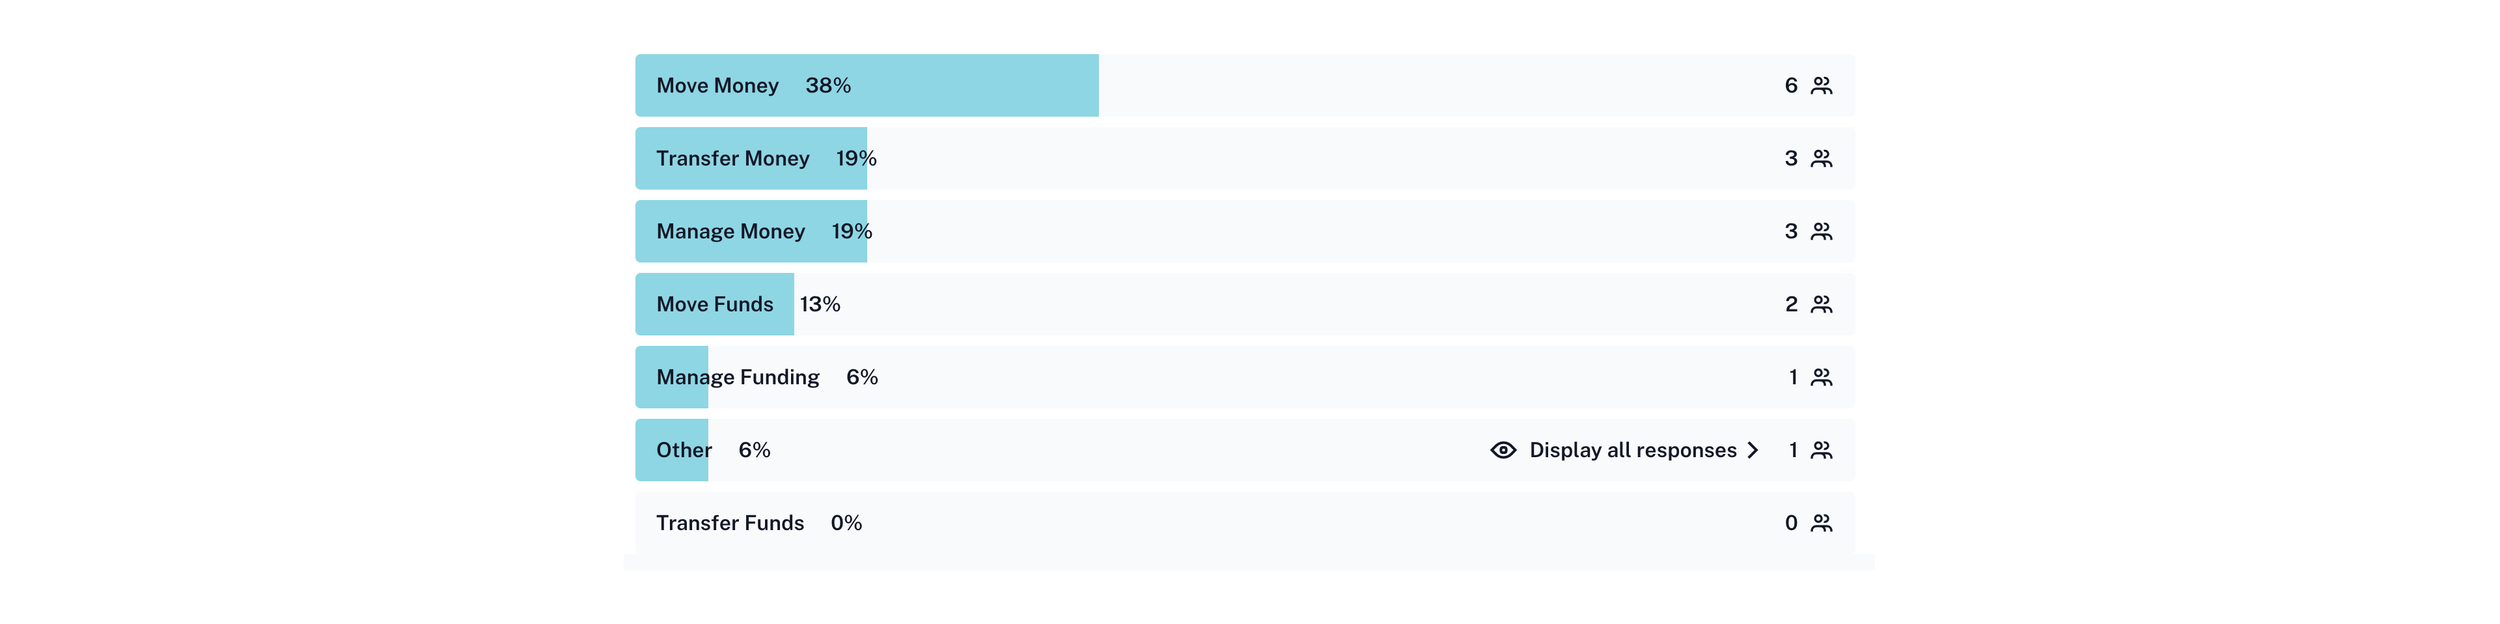 Move Money 38% 6
Transfer Money 19% 3
Manage Money 19% 3
Move Funds 13% 2
Manage Funding 6% 1
Other 6% Display all responses 1
Transfer Funds 0% 0